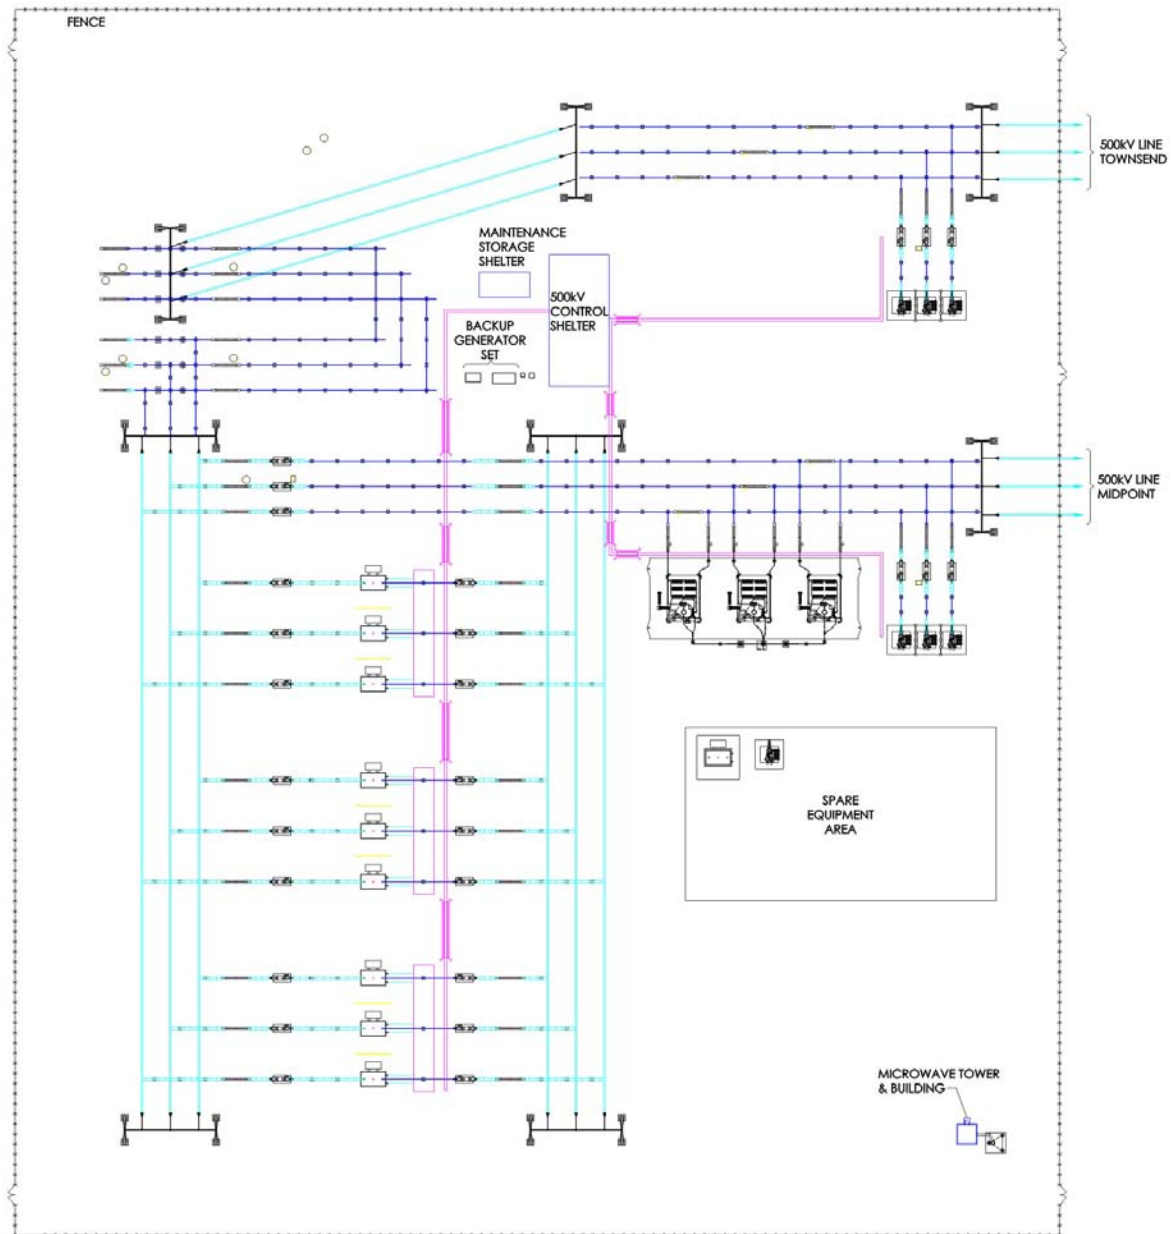 FENCE
500kV LINE
TOWNSEND
MAINTENANCE
STORAGE
SHELTER
500kV
CONTROL
SHELTER
BACKUP
GENERATOR
SET
500kV LINE
MIDPOINT
SPARE
EQUIPMENT
AREA
MICROWAVE TOWER
& BUILDING